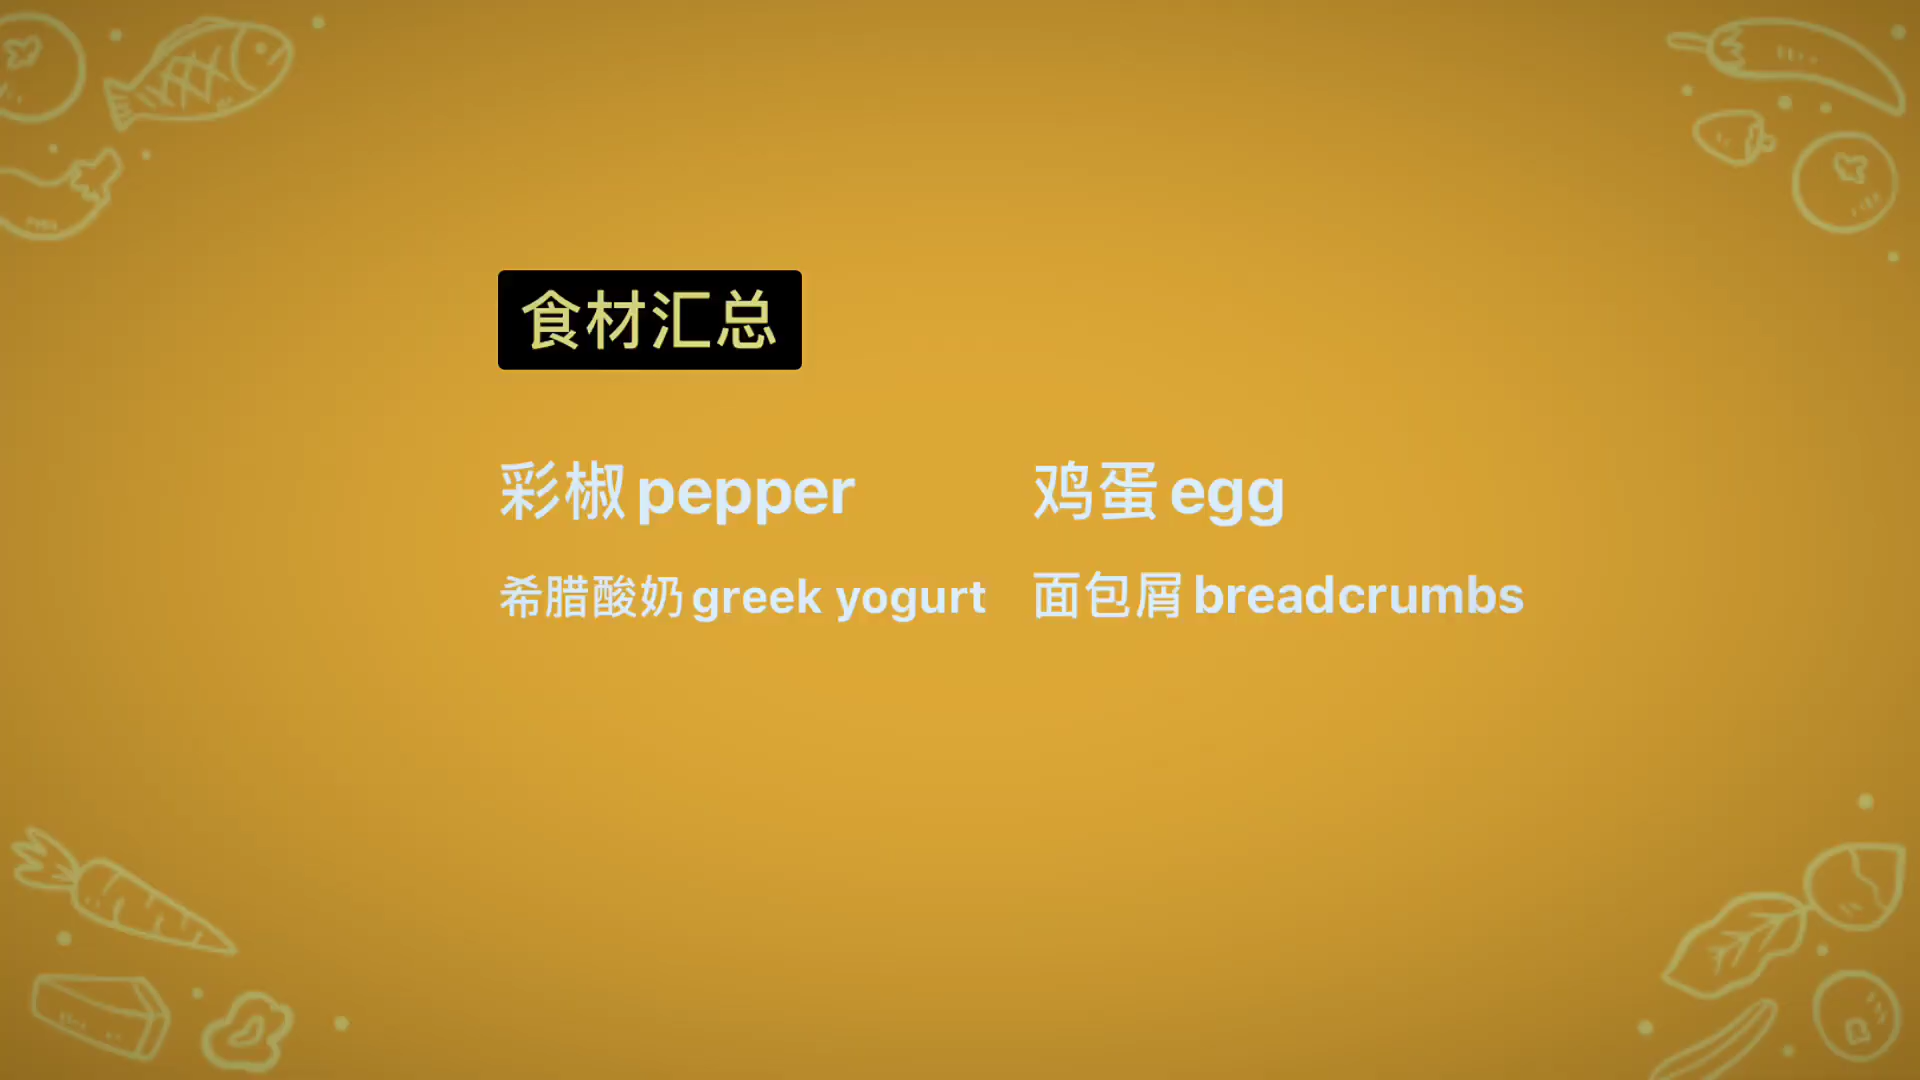 食材汇总
彩椒 pepper
鸡蛋 egg
希腊酸奶 greek yogurt
面包屑 breadcrumbs